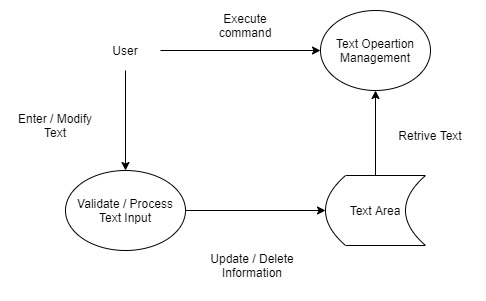 Execute
command
User
Text Opeartion
Management
Enter / Modify
Text
Retrive Text
Validate / Process
Text Input
Text Area
Update / Delete
Information